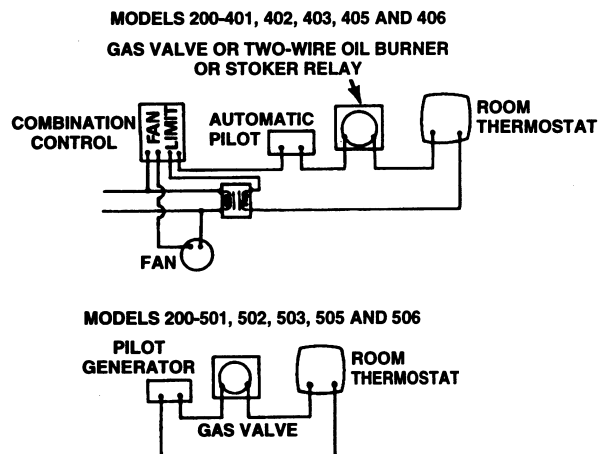 MODELS 200-401, 402, 403, 405 AND 406
GAS VALVE OR TWO-WIRE OIL BURNER
OR STOKER RELAY
COMBINATION
CONTROL
FAN
LIMIT
AUTOMATIC
PILOT
ROOM
THERMOSTAT
FAN
MODELS 200-501, 502, 503, 505 AND 506
PILOT
GENERATOR
ROOM
THERMOSTAT
GAS VALVE